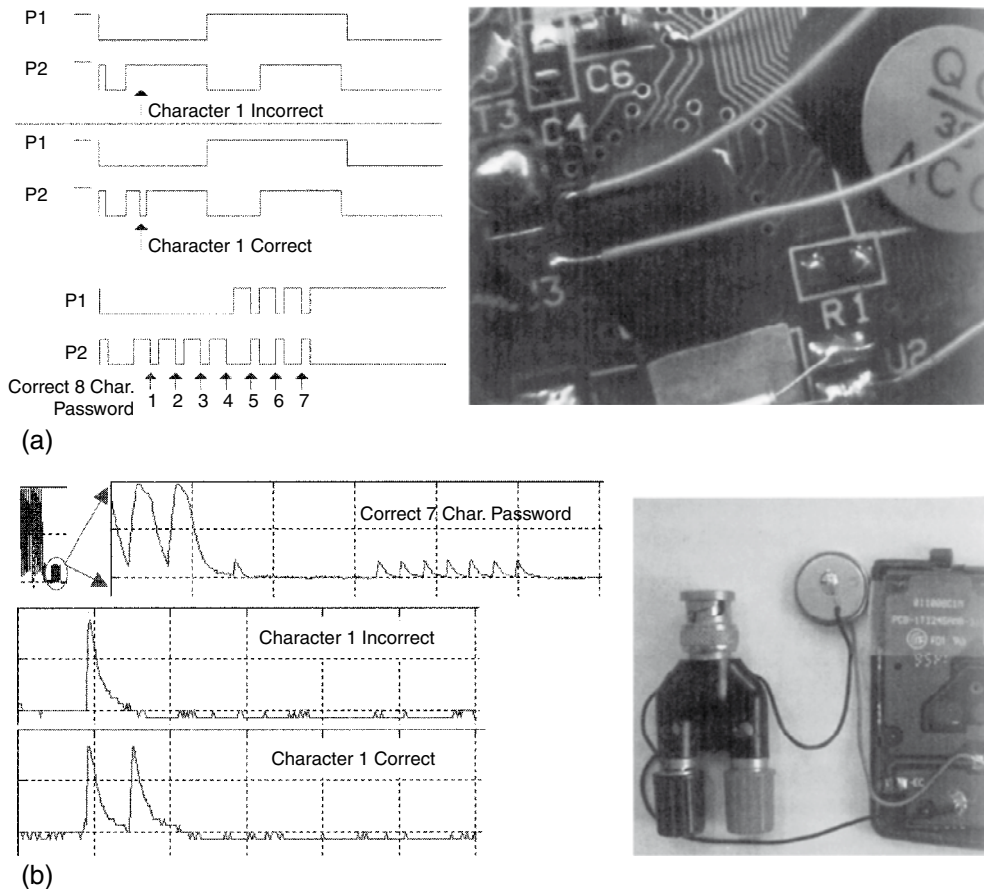 P1
P2
Character 1 Incorrect
P1
P2
Character 1 Correct
P1
P2
Correct 8 Char.
Password
1 2 3 4 5 6 7
C6
C4
R1
U2
(a)
Correct 7 Char. Password
Character 1 Incorrect
Character 1 Correct
(b)